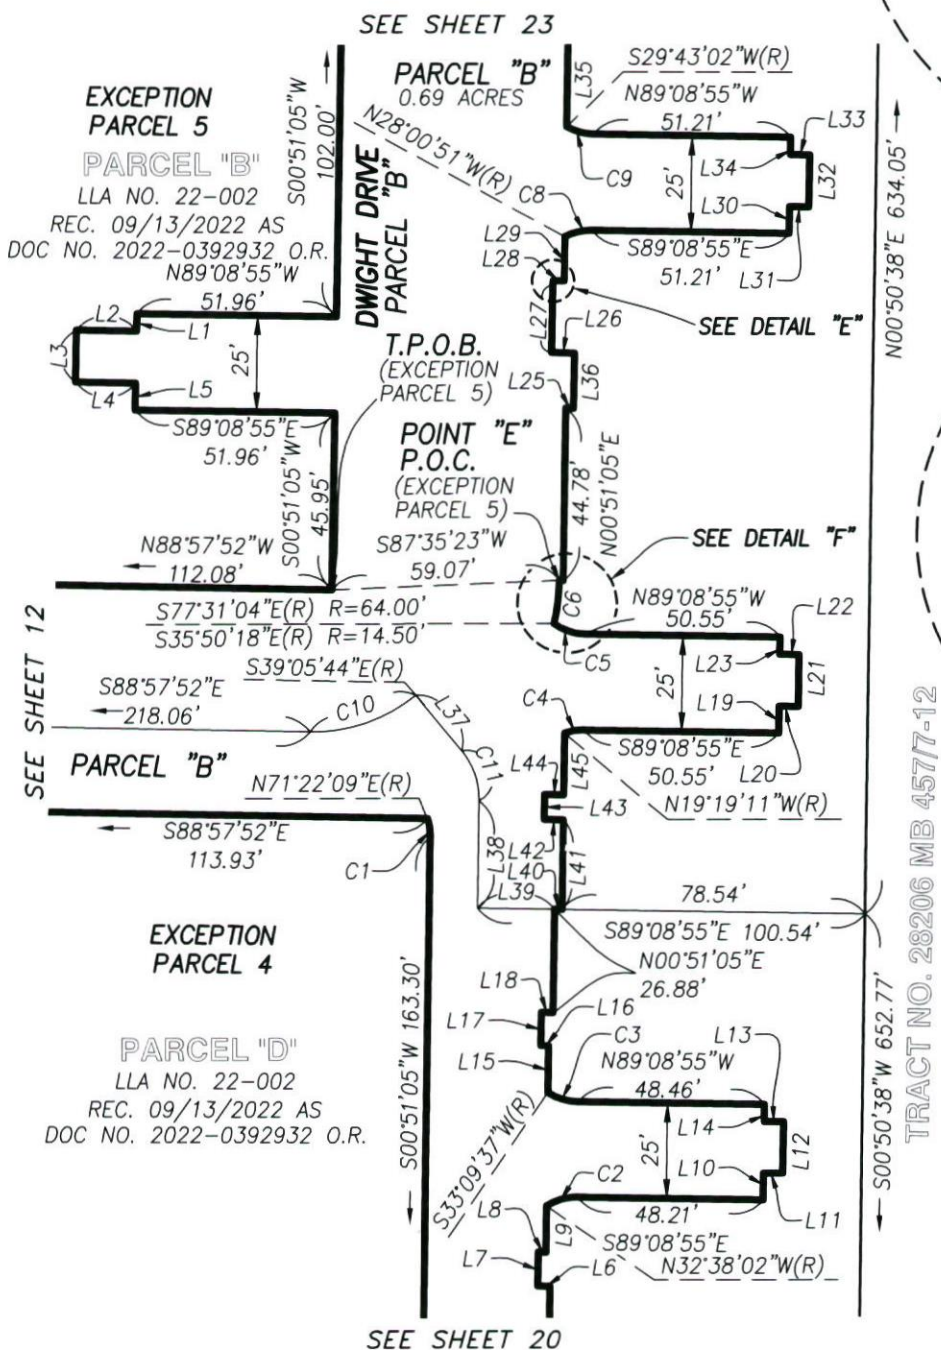 SEE SHEET 23
EXCEPTION
PARCEL 5
PARCEL "B"
LLA NO. 22-002
REC. 09/13/2022 AS
DOC NO. 2022-0392932 O.R.
S00°51'05"W
102.00'
PARCEL "B"
0.69 ACRES
L35
S29°43'02"W(R)
N89°08'55"W
51.21'
L33
L34
L32
25'
C9
N28°00'51"W(R)
C8
L30
S89°08'55"E
51.21'
L31
N00°50'38"E 634.05'
DWIGHT DRIVE
PARCEL "B"
L29
L28
L27
L26
SEE DETAIL "E"
N89°08'55"W
51.96'
L2
L1
L3
25'
L4
L5
S89°08'55"E
51.96'
T.P.O.B.
(EXCEPTION
PARCEL 5)
L25
L36
POINT "E"
P.O.C.
(EXCEPTION
PARCEL 5)
S00°51'05"W
45.95'
44.78'
N00°51'05"E
SEE DETAIL "F"
N88°57'52"W
112.08'
S87°35'23"W
59.07'
S77°31'04"E(R) R=64.00'
S35°50'18"E(R) R=14.50'
C6
N89°08'55"W
50.55'
L22
C5
L23
L21
25'
SEE SHEET 12
S39°05'44"E(R)
S88°57'52"E
218.06'
C10
L37
C4
L19
S89°08'55"E
50.55'
L20
PARCEL "B"
C11
L44
L45
L43
N19°19'11"W(R)
N71°22'09"E(R)
S88°57'52"E
113.93'
C1
L38
L42
L41
L40
L39
78.54'
S89°08'55"E 100.54'
TRACT NO. 28206 MB 457/7-12
EXCEPTION
PARCEL 4
N00°51'05"E
26.88'
L18
L17
L16
S00°51'05"W 163.30'
PARCEL "D"
LLA NO. 22-002
REC. 09/13/2022 AS
DOC NO. 2022-0392932 O.R.
L15
C3
L13
N89°08'55"W
48.46'
L14
L12
25'
S33°09'37"W(R)
C2
L10
L11
48.21'
L8
L9
S89°08'55"E
L7
L6
N32°38'02"W(R)
S00°50'38"W 652.77'
SEE SHEET 20